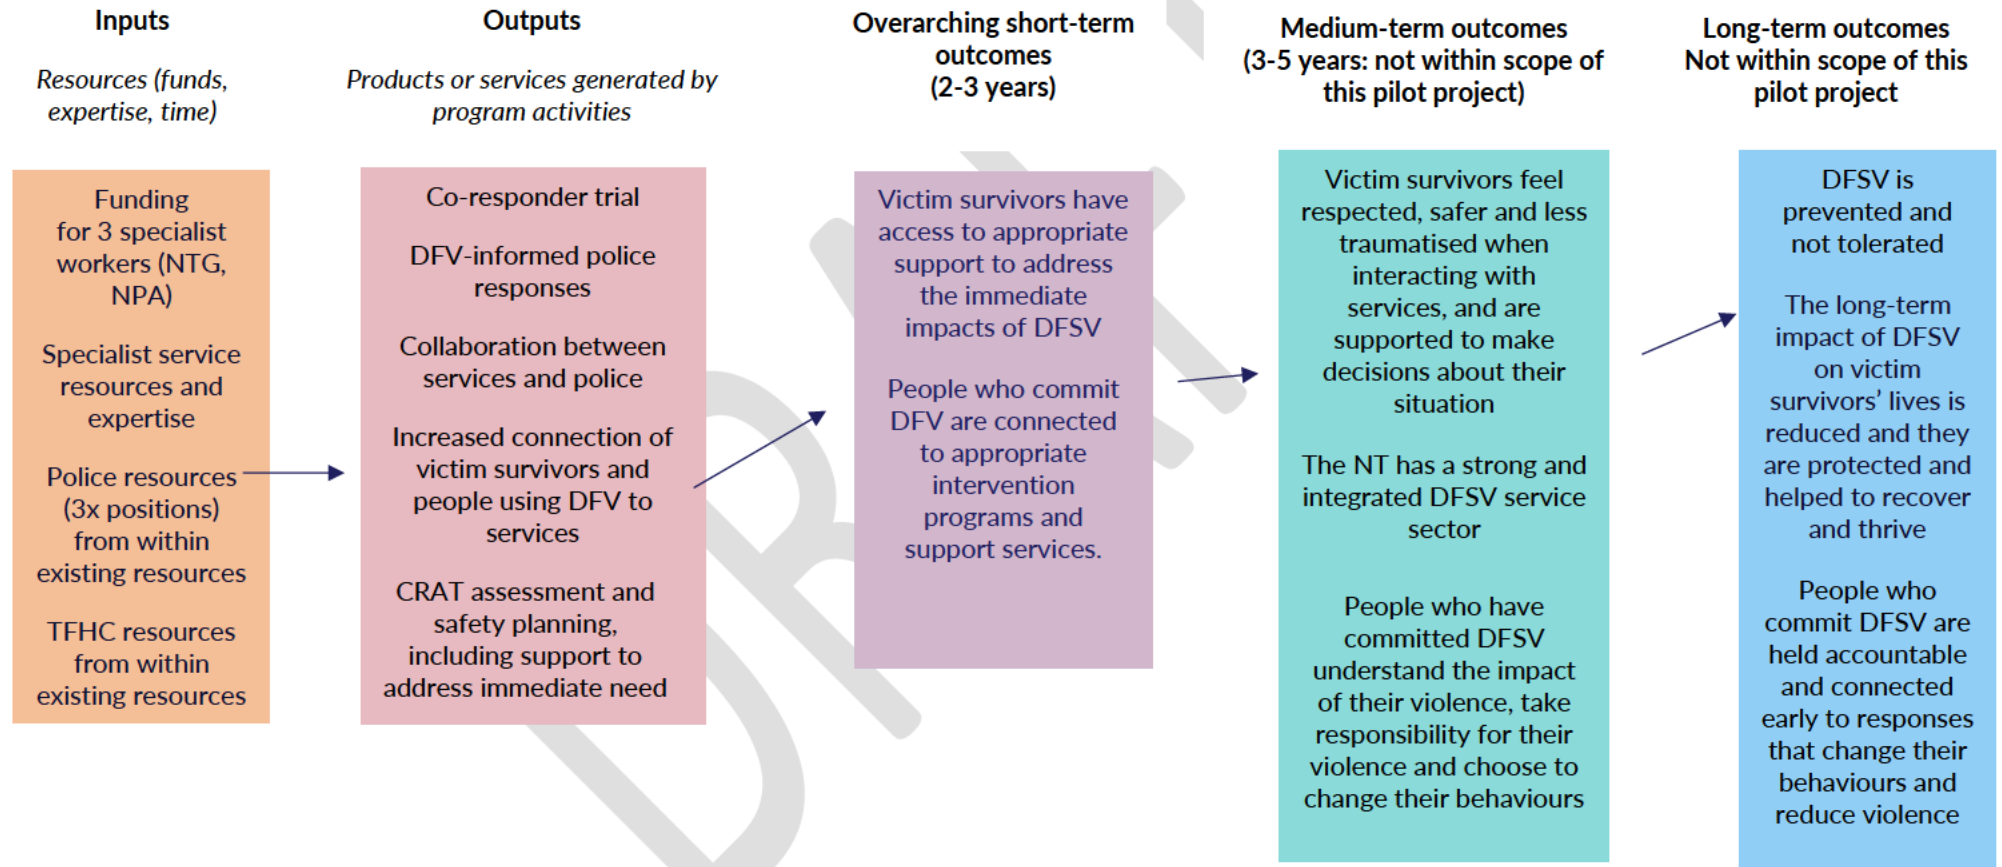 Inputs
Resources (funds,
expertise, time)
Funding
for 3 specialist
workers (NTG,
NPA)
Specialist service
resources and
expertise
Police resources
(3x positions)
from within
existing resources
TFHC resources
from within
existing resources
Outputs
Products or services generated by
program activities
Co-responder trial
DFV-informed police
responses
Collaboration between
services and police
Increased connection of
victim survivors and
people using DFV to
services
CRAT assessment and
safety planning,
including support to
address immediate need
Overarching short-term
outcomes
(2-3 years)
Victim survivors have
access to appropriate
support to address
the immediate
impacts of DFSV
People who commit
DFV are connected
to appropriate
intervention
programs and
support services.
Medium-term outcomes
(3-5 years: not within scope of
this pilot project)
Victim survivors feel
respected, safer and less
traumatised when
interacting with
services, and are
supported to make
decisions about their
situation
The NT has a strong and
integrated DFSV service
sector
People who have
committed DFSV
understand the impact
of their violence, take
responsibility for their
violence and choose to
change their behaviours
Long-term outcomes
Not within scope of this
pilot project
DFSV is
prevented and
not tolerated
The long-term
impact of DFSV
on victim
survivors' lives is
reduced and they
are protected and
helped to recover
and thrive
People who
commit DFSV are
held accountable
and connected
early to responses
that change their
behaviours and
reduce violence